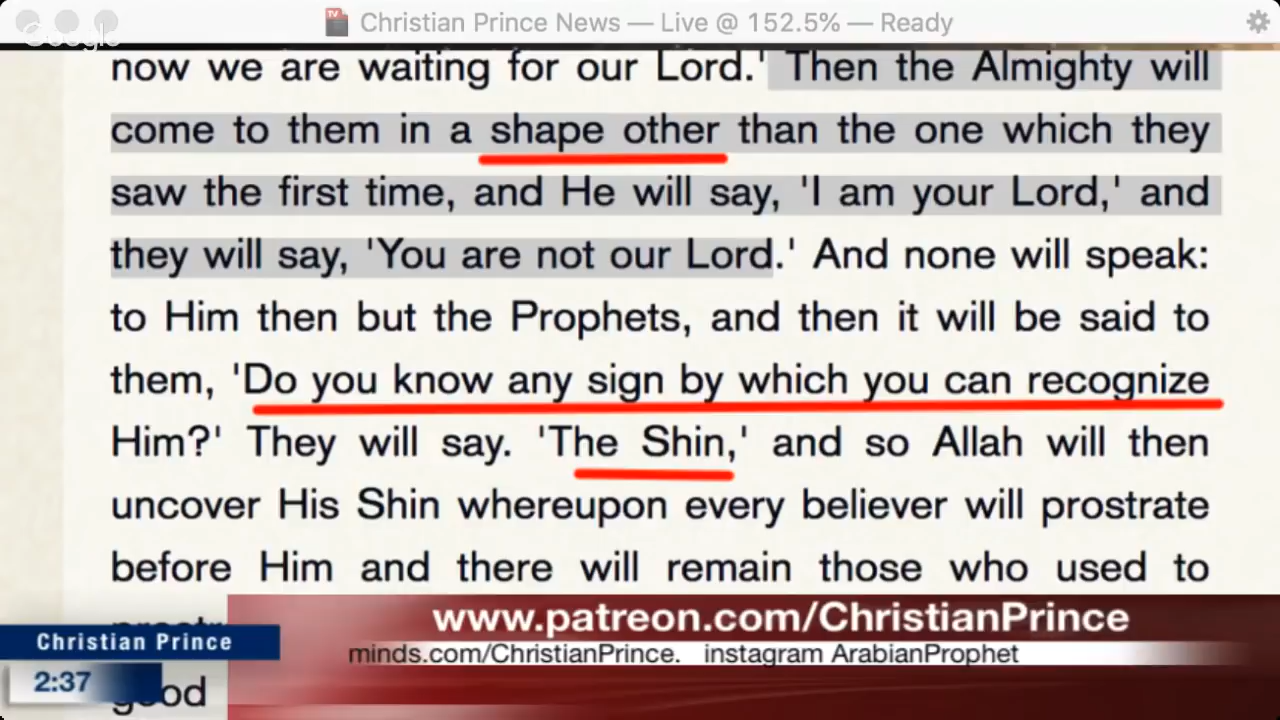 Christian Prince News — Live @ 152.5% — Ready
Google
now we are waiting for our Lord.' Then the Almighty will
come to them in a shape other than the one which they
saw the first time, and He will say, 'I am your Lord,' and
they will say, 'You are not our Lord.' And none will speak:
to Him then but the Prophets, and then it will be said to
them, 'Do you know any sign by which you can recognize
Him?' They will say. 'The Shin,' and so Allah will then
uncover His Shin whereupon every believer will prostrate
before Him and there will remain those who used to
www.patreon.com/ChristianPrince
Christian Prince
minds.com/ChristianPrince. instagram ArabianProphet
2:37
good